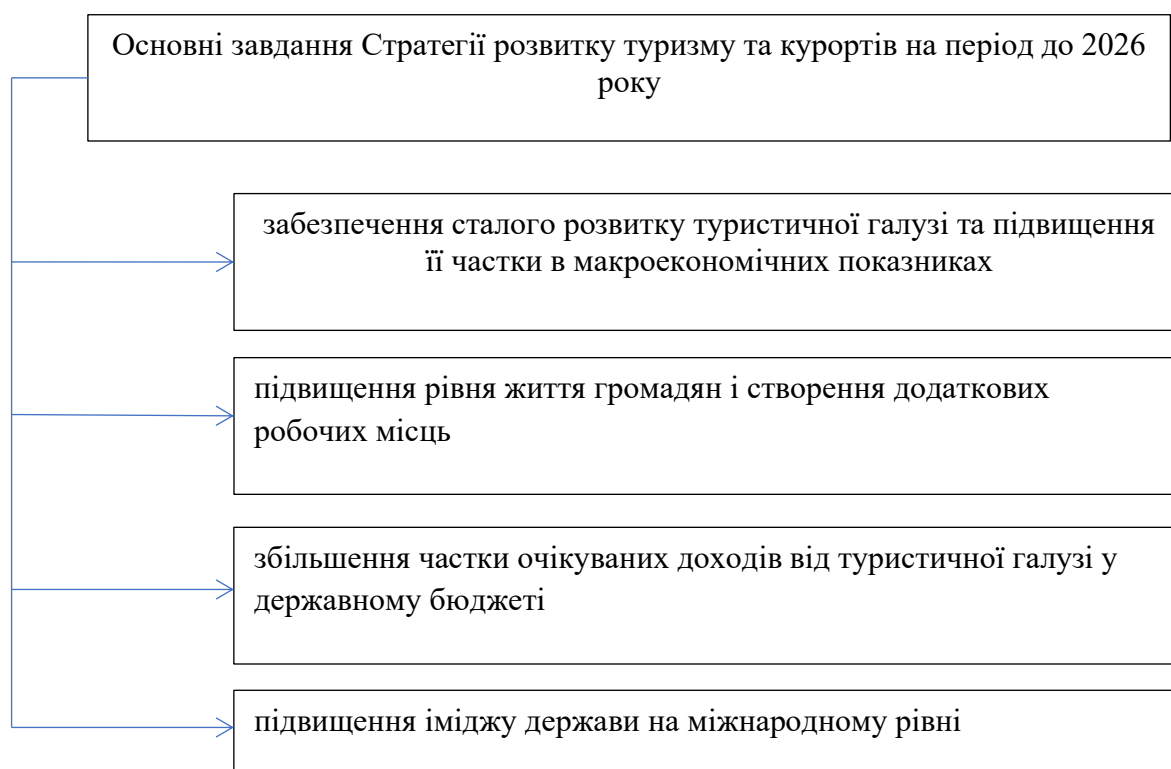 Основні завдання Стратегії розвитку туризму та курортів на період до 2026
року
забезпечення сталого розвитку туристичної галузі та підвищення
її частки в макроекономічних показниках
підвищення рівня життя громадян і створення додаткових
робочих місць
збільшення частки очікуваних доходів від туристичної галузі у
державному бюджеті
підвищення іміджу держави на міжнародному рівні